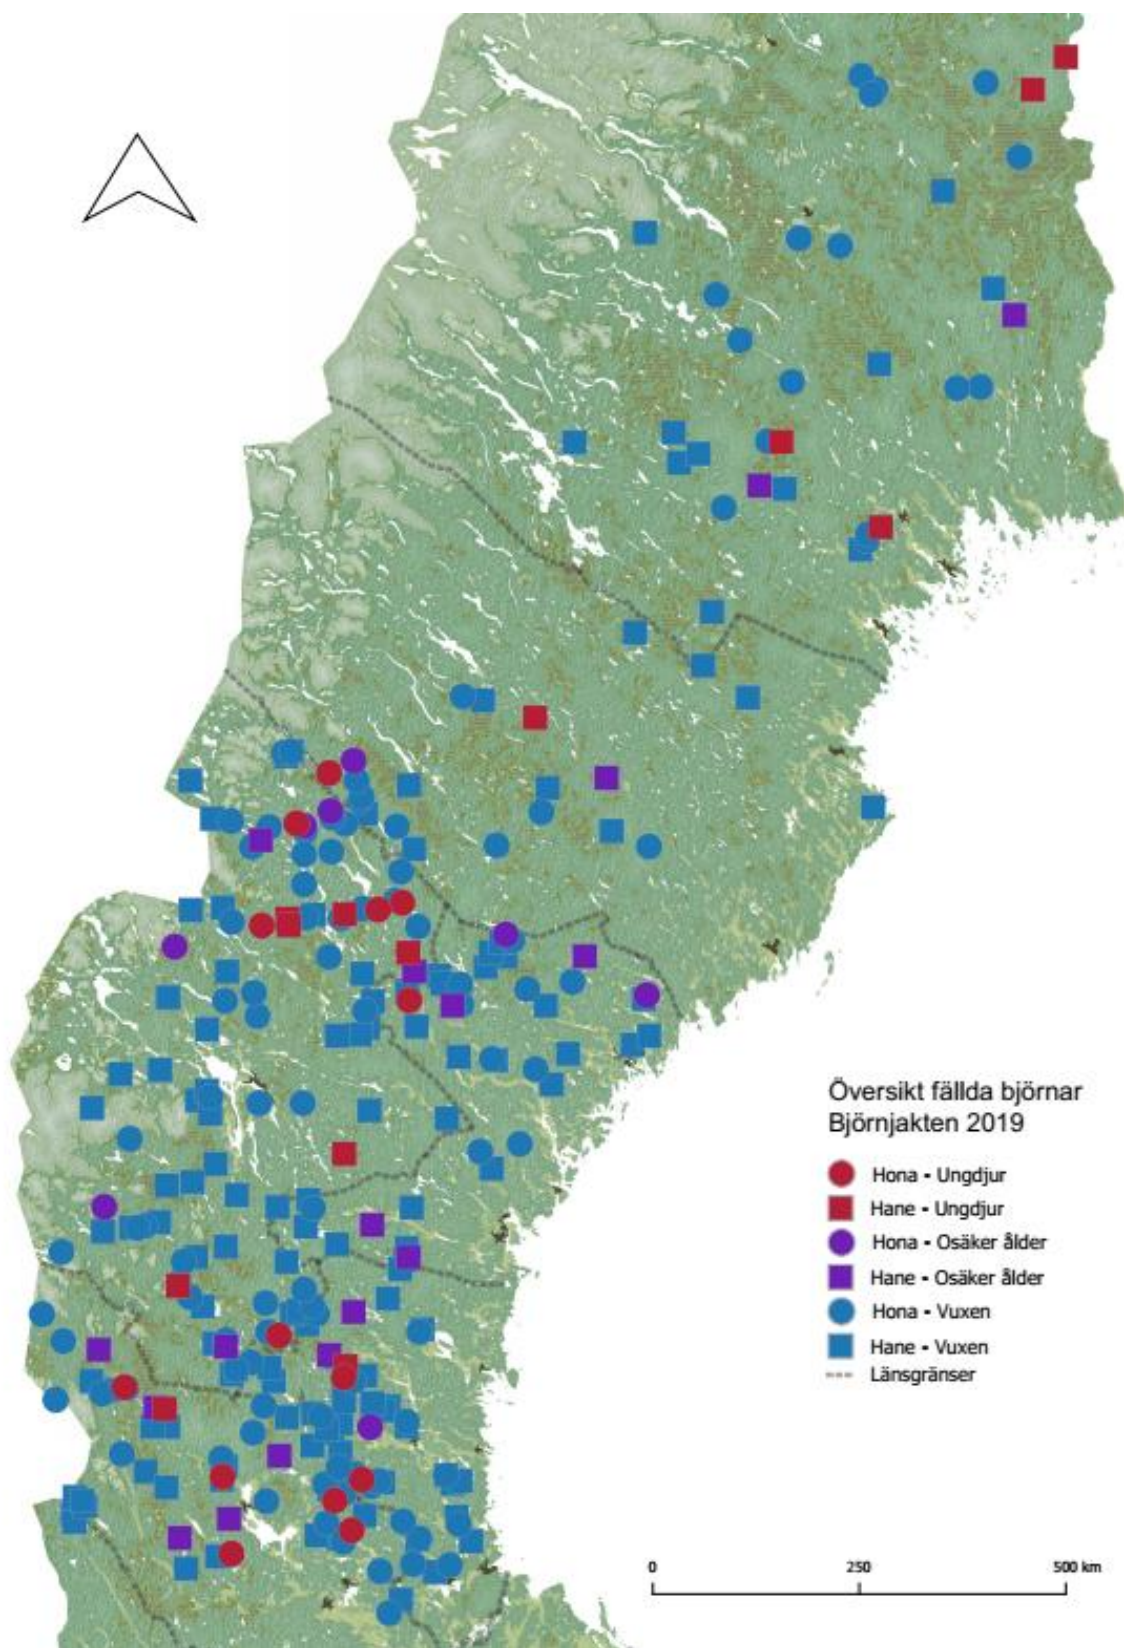 Översikt fällda björnar
Björnjakten 2019
Hona - Ungdjur
Hane - Ungdjur
Hona - Osäker ålder
Hane - Osäker ålder
Hona - Vuxen
Hane - Vuxen
Länsgränser
0 250 500 km